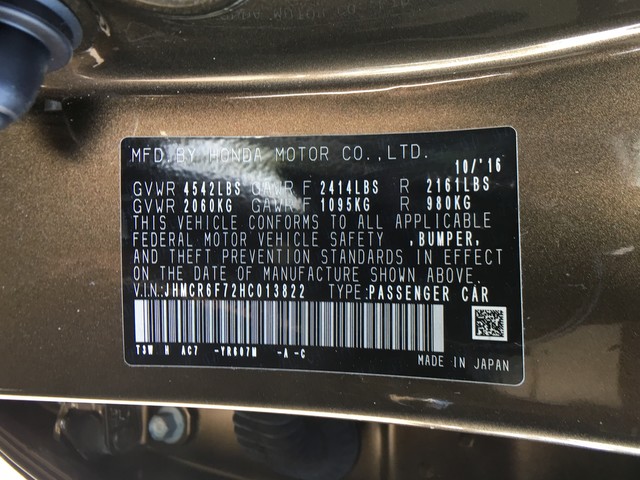 MFD. BY HONDA MOTOR CO., LTD.
10/'16
GVWR 4542LBS GAWR F 2414LBS R 2161LBS
GVWR 2060KG GAWR F 1095KG R 980KG
THIS VEHICLE CONFORMS TO ALL APPLICABLE
FEDERAL MOTOR VEHICLE SAFETY ,BUMPER,
AND THEFT PREVENTION STANDARDS IN EFFECT
ON THE DATE OF MANUFACTURE SHOWN ABOVE.
V.I.N.:JHMCR6F72HC013822 TYPE:PASSENGER CAR
T3W H AC7 -YR607M -A -C
MADE IN JAPAN